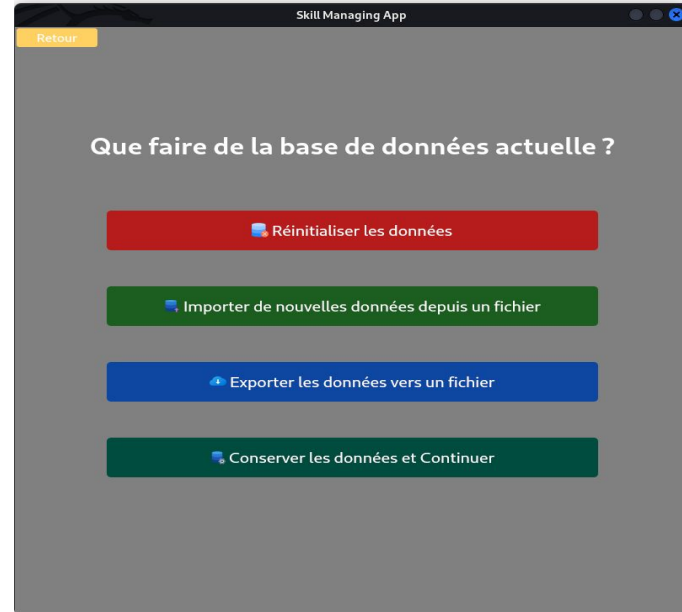 Skill Managing App
Retour
Que faire de la base de données actuelle ?
Réinitialiser les données
Importer de nouvelles données depuis un fichier
Exporter les données vers un fichier
Conserver les données et Continuer